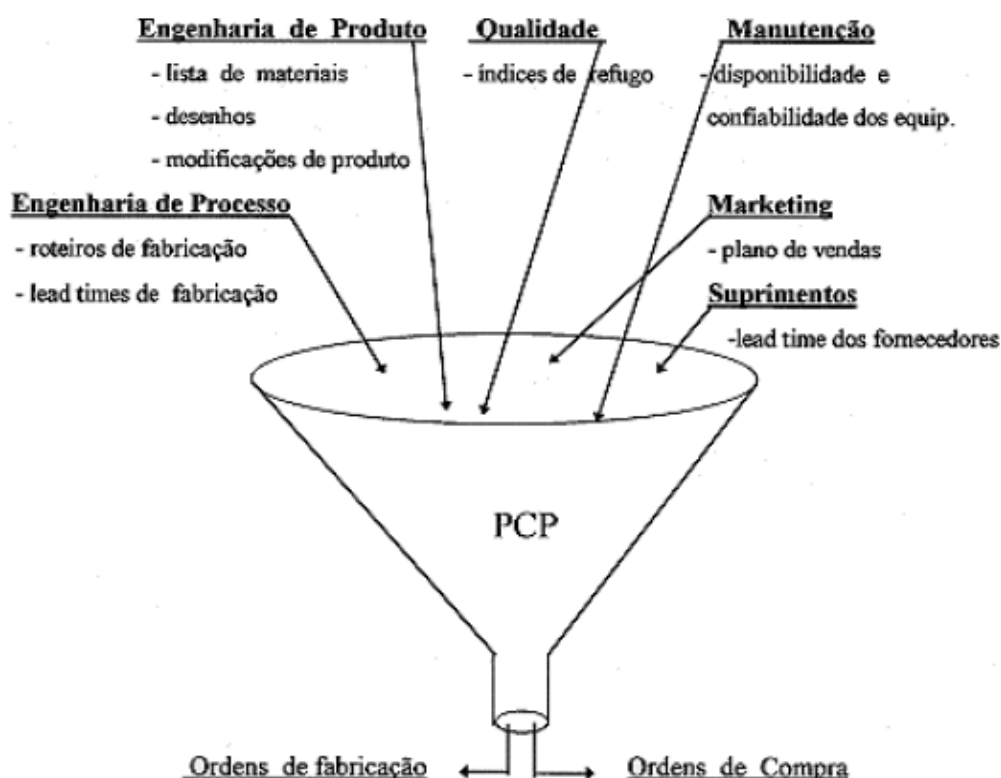 Engenharia de Produto
- lista de materiais
- desenhos
- modificações de produto
Qualidade
- índices de refugo
Manutenção
- disponibilidade e
confiabilidade dos equip.
Engenharia de Processo
- roteiros de fabricação
- lead times de fabricação
Marketing
- plano de vendas
Suprimentos
-lead time dos fornecedores
PCP
Ordens de fabricação
Ordens de Compra